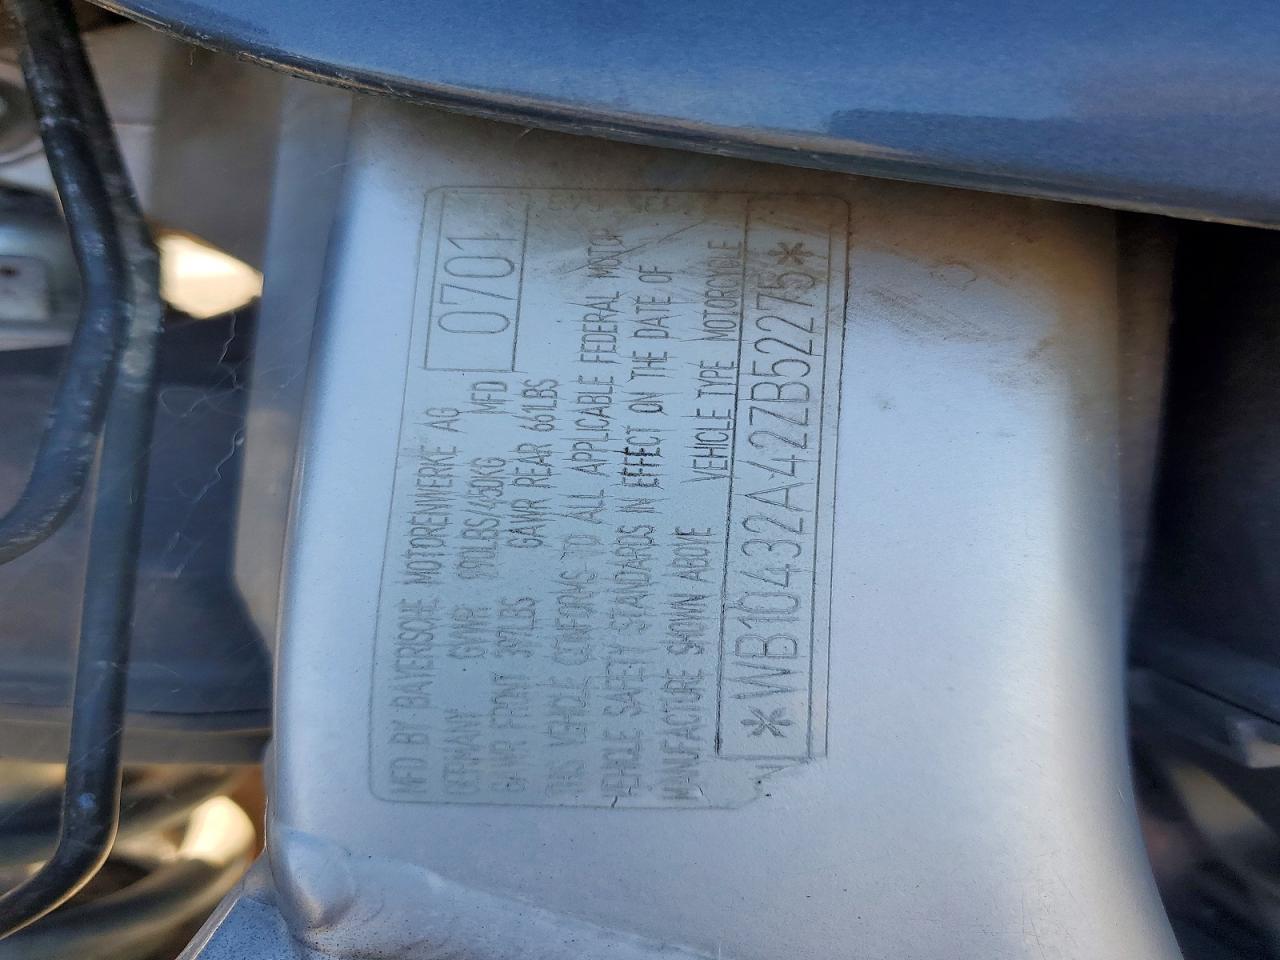 MFD BY BAYERISCHE MOTORENWERKE AG
GERMANY GVWR 990LBS/450KG MFD 0701
GAWR FRONT 397LBS GAWR REAR 661LBS
THIS VEHICLE CONFORMS TO ALL APPLICABLE FEDERAL MOTOR
VEHICLE SAFETY STANDARDS IN EFFECT ON THE DATE OF
MANUFACTURE SHOWN ABOVE VEHICLE TYPE MOTORCYCLE
*WB10432A42ZB52275*